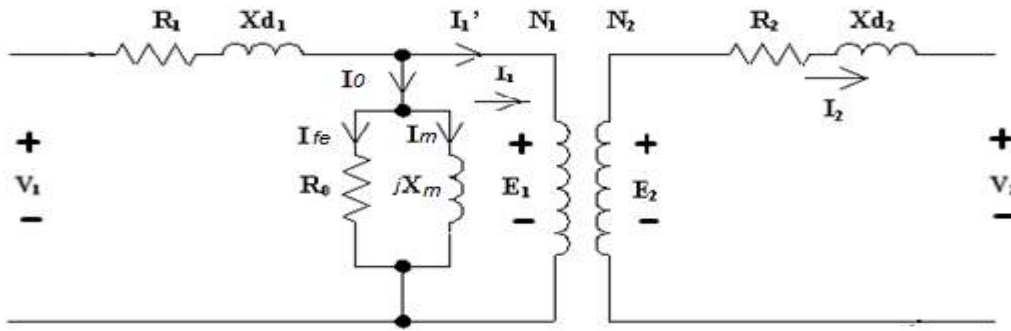 R₁ Xd₁ I₁’ N₁ N₂ R₂ Xd₂
I0 I₁ I₂
+ Ife Im + + +
V₁ R₀ jXm E₁ E₂
− − − −